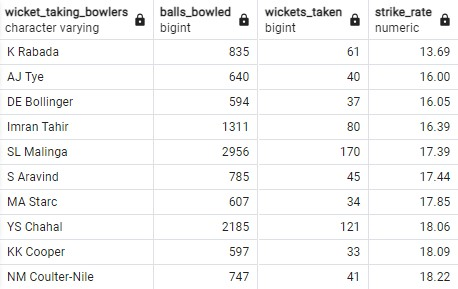 wicket_taking_bowlers balls_bowled wickets_taken strike_rate
character varying bigint bigint numeric
K Rabada 835 61 13.69
AJ Tye 640 40 16.00
DE Bollinger 594 37 16.05
Imran Tahir 1311 80 16.39
SL Malinga 2956 170 17.39
S Aravind 785 45 17.44
MA Starc 607 34 17.85
YS Chahal 2185 121 18.06
KK Cooper 597 33 18.09
NM Coulter-Nile 747 41 18.22